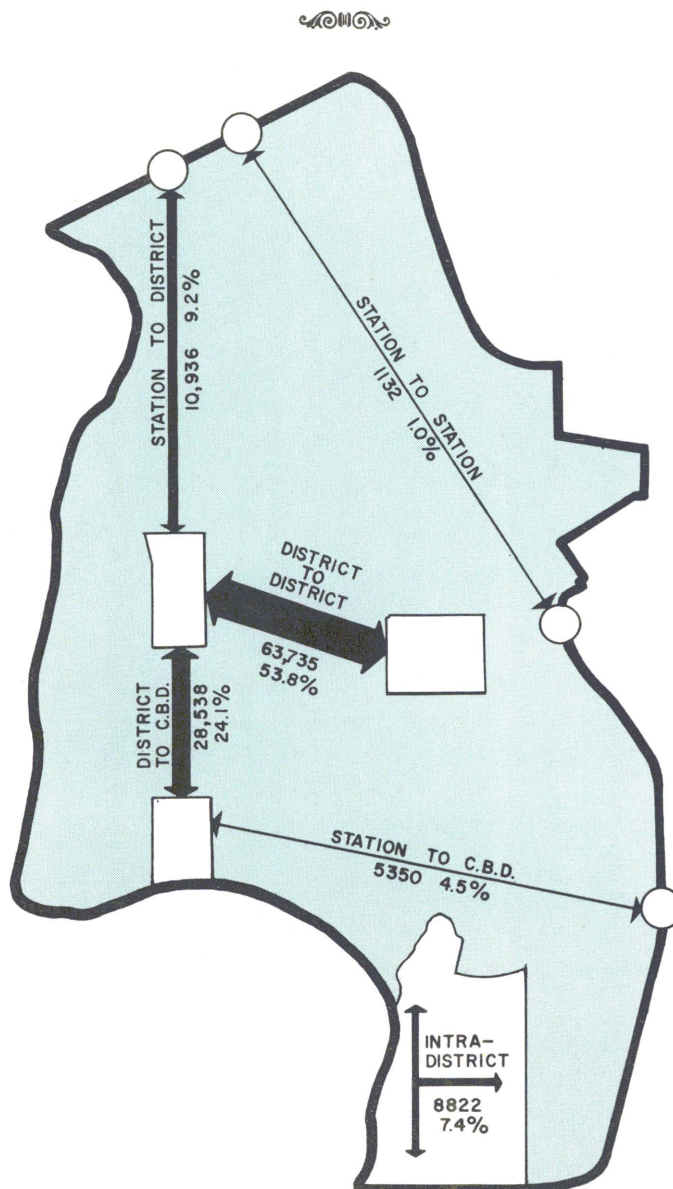 STATION TO DISTRICT
10,936 9.2%
STATION TO STATION
1132 1.0%
DISTRICT
TO
DISTRICT
63,735
53.8%
DISTRICT
TO C.B.D.
28,538
24.1%
STATION TO C.B.D.
5350 4.5%
INTRA-
DISTRICT
8822
7.4%